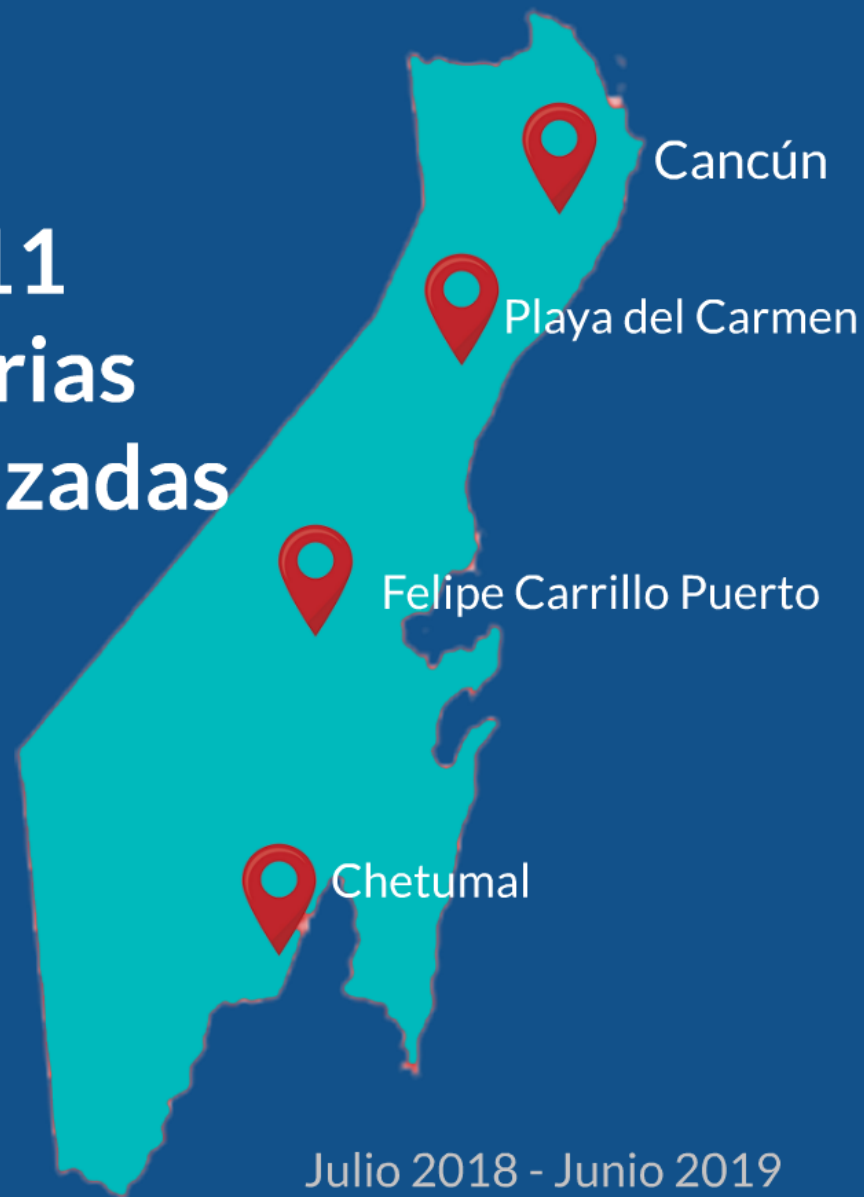 Cancún
11
Playa del Carmen
rias
zadas
Felipe Carrillo Puerto
Chetumal
Julio 2018 - Junio 2019